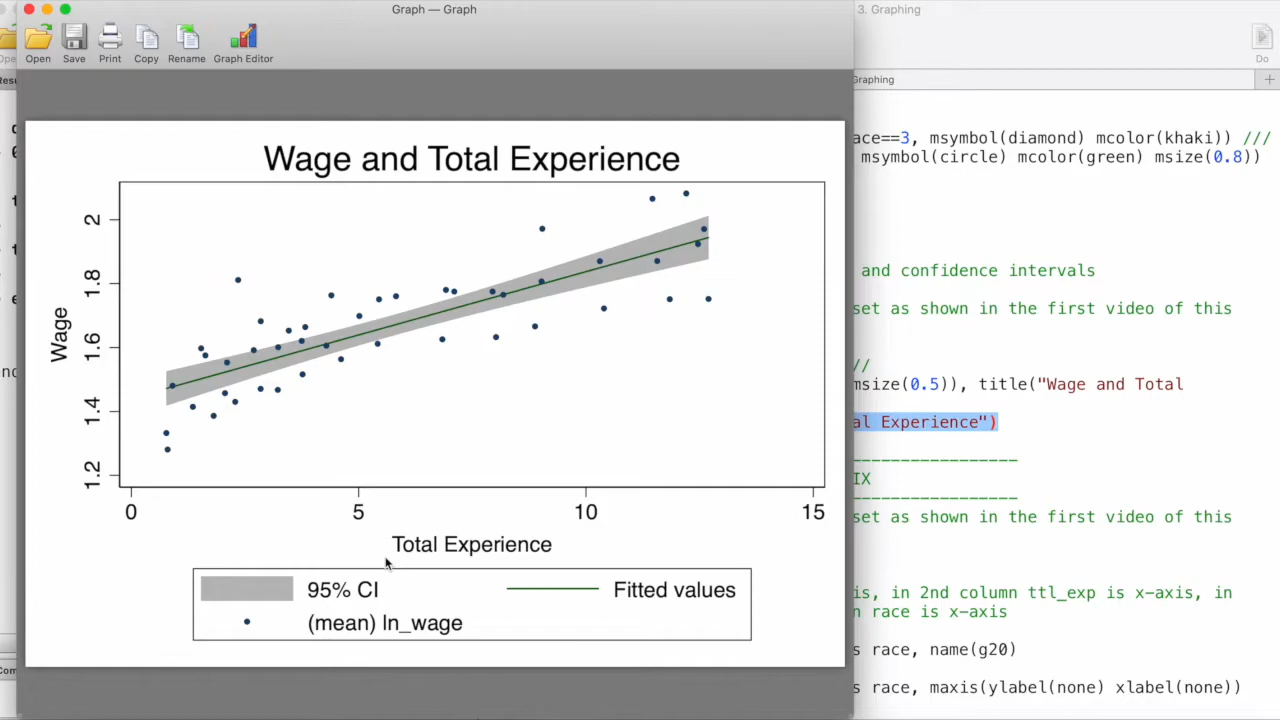 Graph — Graph
3. Graphing
Open Save Print Copy Rename Graph Editor
Do
Graphing
Wage and Total Experience
Wage
2
1.8
1.6
1.4
1.2
0 5 10 15
Total Experience
95% CI Fitted values
(mean) ln_wage
ace==3, msymbol(diamond) mcolor(khaki)) ///
msymbol(circle) mcolor(green) msize(0.8))
and confidence intervals
set as shown in the first video of this
//
msize(0.5)), title("Wage and Total
al Experience")
------------------
IX
------------------
set as shown in the first video of this
is, in 2nd column ttl_exp is x-axis, in
n race is x-axis
s race, name(g20)
s race, maxis(ylabel(none) xlabel(none))